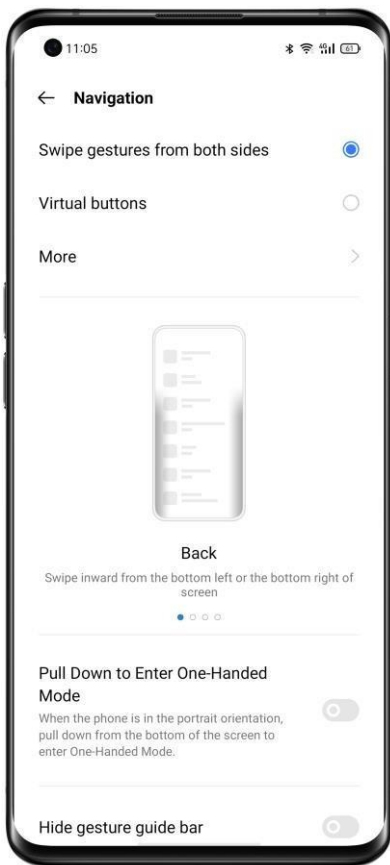 11:05
4G 61
Navigation
Swipe gestures from both sides
Virtual buttons
More
Back
Swipe inward from the bottom left or the bottom right of
screen
Pull Down to Enter One-Handed
Mode
When the phone is in the portrait orientation,
pull down from the bottom of the screen to
enter One-Handed Mode.
Hide gesture guide bar